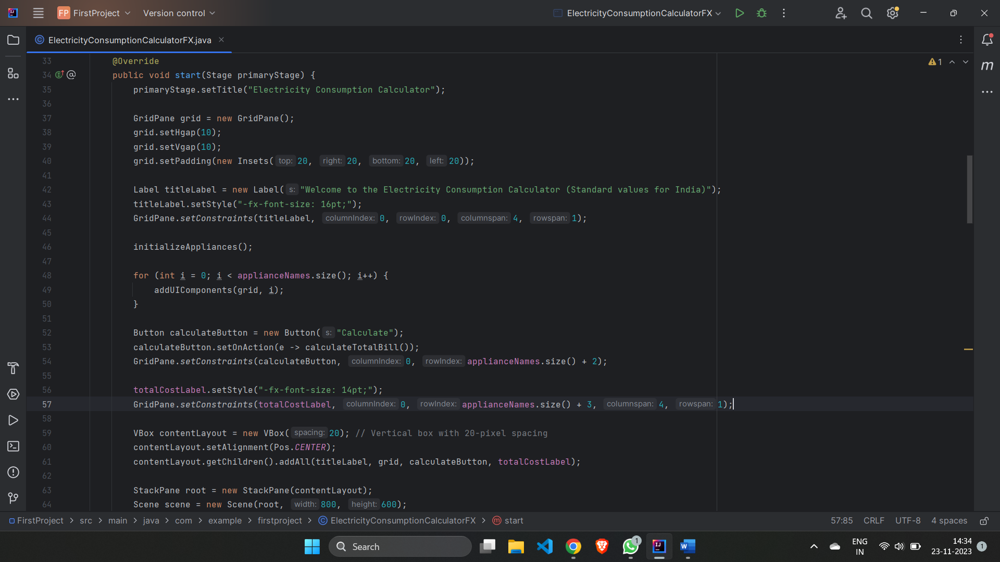 FP FirstProject Version control ElectricityConsumptionCalculatorFX
ElectricityConsumptionCalculatorFX.java
33 @Override
34 public void start(Stage primaryStage) {
35 primaryStage.setTitle("Electricity Consumption Calculator");
36
37 GridPane grid = new GridPane();
38 grid.setHgap(10);
39 grid.setVgap(10);
40 grid.setPadding(new Insets( top: 20, right: 20, bottom: 20, left: 20));
41
42 Label titleLabel = new Label( s: "Welcome to the Electricity Consumption Calculator (Standard values for India)");
43 titleLabel.setStyle("-fx-font-size: 16pt;");
44 GridPane.setConstraints(titleLabel, columnIndex: 0, rowIndex: 0, columnspan: 4, rowspan: 1);
45
46 initializeAppliances();
47
48 for (int i = 0; i < applianceNames.size(); i++) {
49 addUIComponents(grid, i);
50 }
51
52 Button calculateButton = new Button( s: "Calculate");
53 calculateButton.setOnAction(e -> calculateTotalBill());
54 GridPane.setConstraints(calculateButton, columnIndex: 0, rowIndex: applianceNames.size() + 2);
55
56 totalCostLabel.setStyle("-fx-font-size: 14pt;");
57 GridPane.setConstraints(totalCostLabel, columnIndex: 0, rowIndex: applianceNames.size() + 3, columnspan: 4, rowspan: 1);
58
59 VBox contentLayout = new VBox( spacing: 20); // Vertical box with 20-pixel spacing
60 contentLayout.setAlignment(Pos.CENTER);
61 contentLayout.getChildren().addAll(titleLabel, grid, calculateButton, totalCostLabel);
62
63 StackPane root = new StackPane(contentLayout);
64 Scene scene = new Scene(root, width: 800, height: 600);
1
m
FirstProject > src > main > java > com > example > firstproject > ElectricityConsumptionCalculatorFX > m start
57:85 CRLF UTF-8 4 spaces
Search
1
ENG
IN
14:34
23-11-2023
1